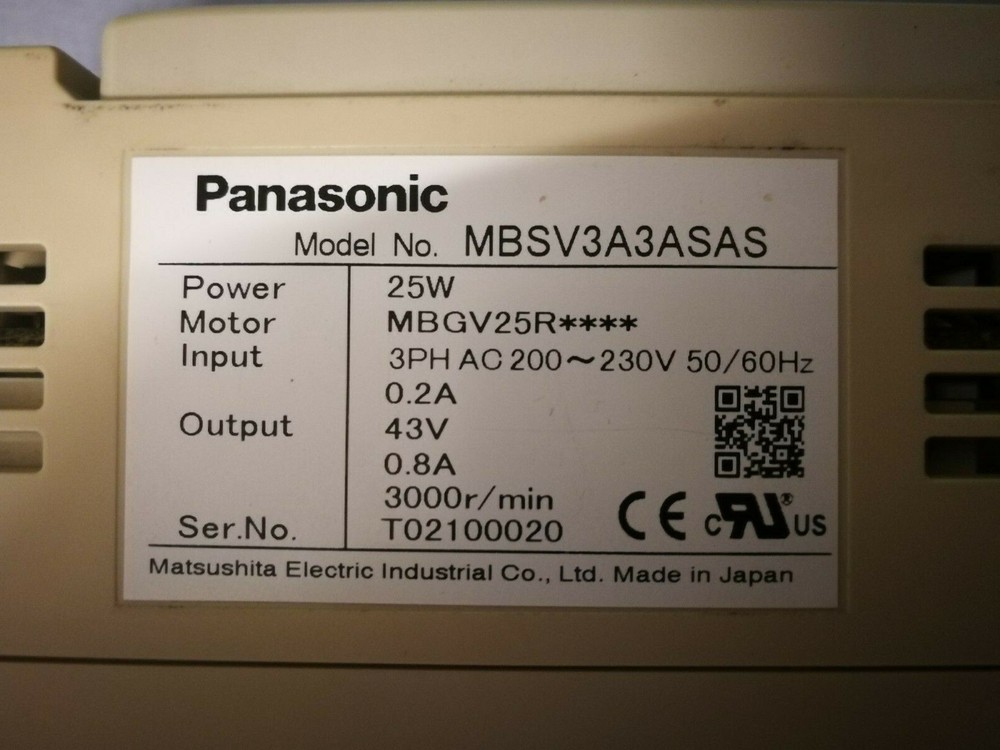 Panasonic
Model No. MBSV3A3ASAS
Power 25W
Motor MBGV25R****
Input 3PH AC 200~230V 50/60Hz
0.2A
Output 43V
0.8A
3000r/min
Ser.No. T02100020
CE c RU® US
Matsushita Electric Industrial Co., Ltd. Made in Japan